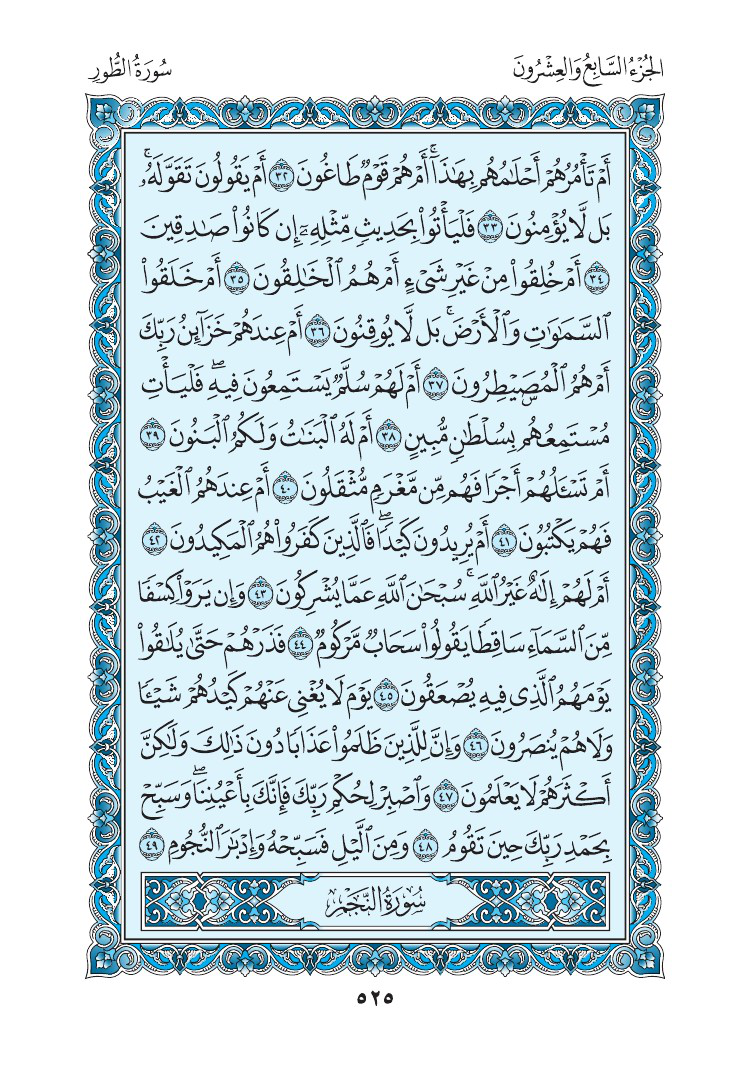 الجُزْءُ السَّابِعُ وَالعِشْرُونَ
سُورَةُ الطُّورِ
أَمْ تَأْمُرُهُمْ أَحْلَٰمُهُم بِهَٰذَآ ۚ أَمْ هُمْ قَوْمٌ طَاغُونَ ٣٢ أَمْ يَقُولُونَ تَقَوَّلَهُۥ ۚ
بَل لَّا يُؤْمِنُونَ ٣٣ فَلْيَأْتُوا۟ بِحَدِيثٍ مِّثْلِهِۦٓ إِن كَانُوا۟ صَٰدِقِينَ
٣٤ أَمْ خُلِقُوا۟ مِنْ غَيْرِ شَىْءٍ أَمْ هُمُ ٱلْخَٰلِقُونَ ٣٥ أَمْ خَلَقُوا۟
ٱلسَّمَٰوَٰتِ وَٱلْأَرْضَ ۚ بَل لَّا يُوقِنُونَ ٣٦ أَمْ عِندَهُمْ خَزَآئِنُ رَبِّكَ
أَمْ هُمُ ٱلْمُصَۣيْطِرُونَ ٣٧ أَمْ لَهُمْ سُلَّمٌ يَسْتَمِعُونَ فِيهِ ۖ فَلْيَأْتِ
مُسْتَمِعُهُم بِسُلْطَٰنٍ مُّبِينٍ ٣٨ أَمْ لَهُ ٱلْبَنَٰتُ وَلَكُمُ ٱلْبَنُونَ ٣٩
أَمْ تَسْـَٔلُهُمْ أَجْرًا فَهُم مِّن مَّغْرَمٍ مُّثْقَلُونَ ٤٠ أَمْ عِندَهُمُ ٱلْغَيْبُ
فَهُمْ يَكْتُبُونَ ٤١ أَمْ يُرِيدُونَ كَيْدًا ۖ فَٱلَّذِينَ كَفَرُوا۟ هُمُ ٱلْمَكِيدُونَ ٤٢
أَمْ لَهُمْ إِلَٰهٌ غَيْرُ ٱللَّهِ ۚ سُبْحَٰنَ ٱللَّهِ عَمَّا يُشْرِكُونَ ٤٣ وَإِن يَرَوْا۟ كِسْفًا
مِّنَ ٱلسَّمَآءِ سَاقِطًا يَقُولُوا۟ سَحَابٌ مَّرْكُومٌ ٤٤ فَذَرْهُمْ حَتَّىٰ يُلَٰقُوا۟
يَوْمَهُمُ ٱلَّذِى فِيهِ يُصْعَقُونَ ٤٥ يَوْمَ لَا يُغْنِى عَنْهُمْ كَيْدُهُمْ شَيْـًٔا
وَلَا هُمْ يُنصَرُونَ ٤٦ وَإِنَّ لِلَّذِينَ ظَلَمُوا۟ عَذَابًا دُونَ ذَٰلِكَ وَلَٰكِنَّ
أَكْثَرَهُمْ لَا يَعْلَمُونَ ٤٧ وَٱصْبِرْ لِحُكْمِ رَبِّكَ فَإِنَّكَ بِأَعْيُنِنَا ۖ وَسَبِّحْ
بِحَمْدِ رَبِّكَ حِينَ تَقُومُ ٤٨ وَمِنَ ٱلَّيْلِ فَسَبِّحْهُ وَإِدْبَٰرَ ٱلنُّجُومِ ٤٩
سُورَةُ النَّجْمِ
٥٢٥